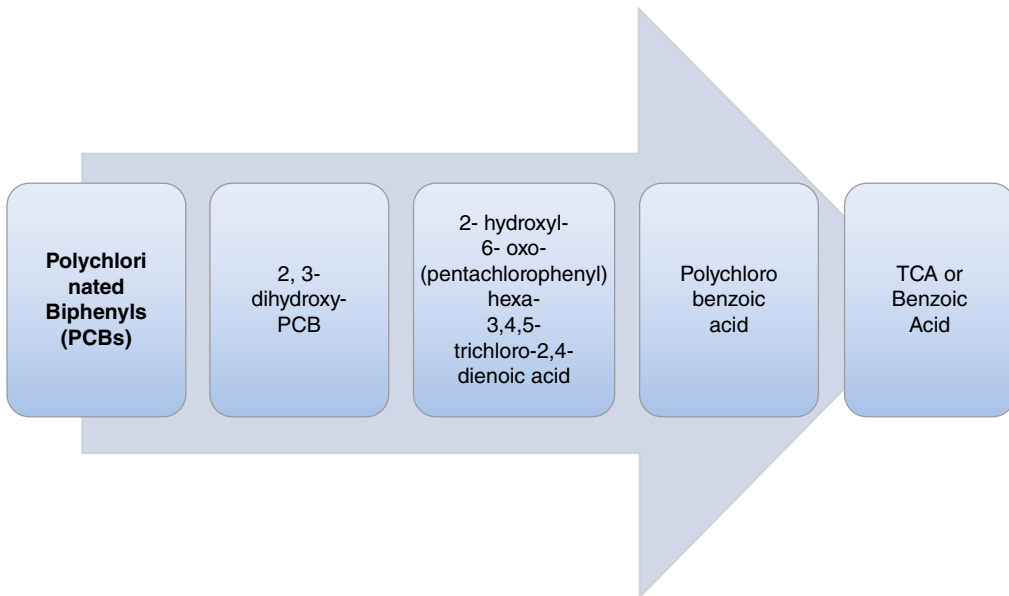 Polychlori
nated
Biphenyls
(PCBs)
2, 3-
dihydroxy-
PCB
2- hydroxyl-
6- oxo-
(pentachlorophenyl)
hexa-
3,4,5-
trichloro-2,4-
dienoic acid
Polychloro
benzoic
acid
TCA or
Benzoic
Acid